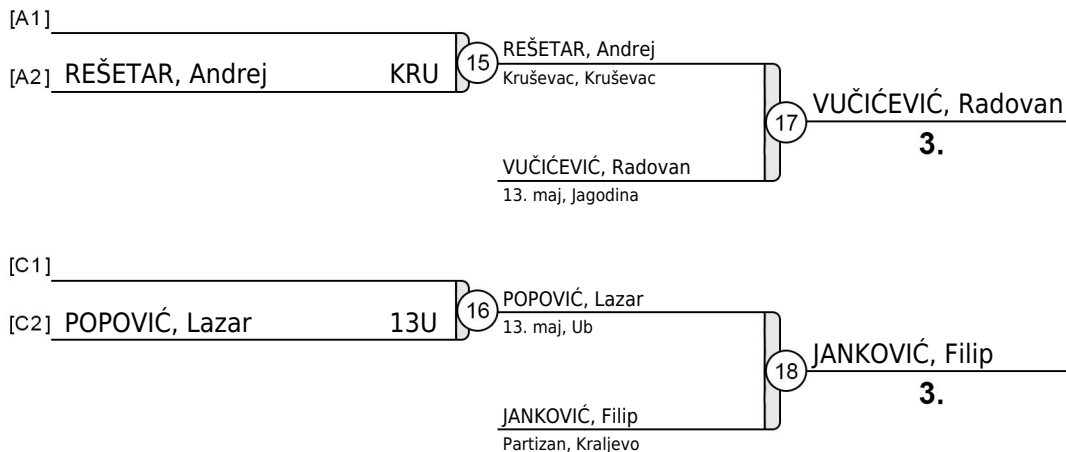 [A1]
[A2] REŠETAR, Andrej KRU
15
REŠETAR, Andrej
Kruševac, Kruševac
17
VUČIĆEVIĆ, Radovan
3.
VUČIĆEVIĆ, Radovan
13. maj, Jagodina
[C1]
[C2] POPOVIĆ, Lazar 13U
16
POPOVIĆ, Lazar
13. maj, Ub
18
JANKOVIĆ, Filip
3.
JANKOVIĆ, Filip
Partizan, Kraljevo